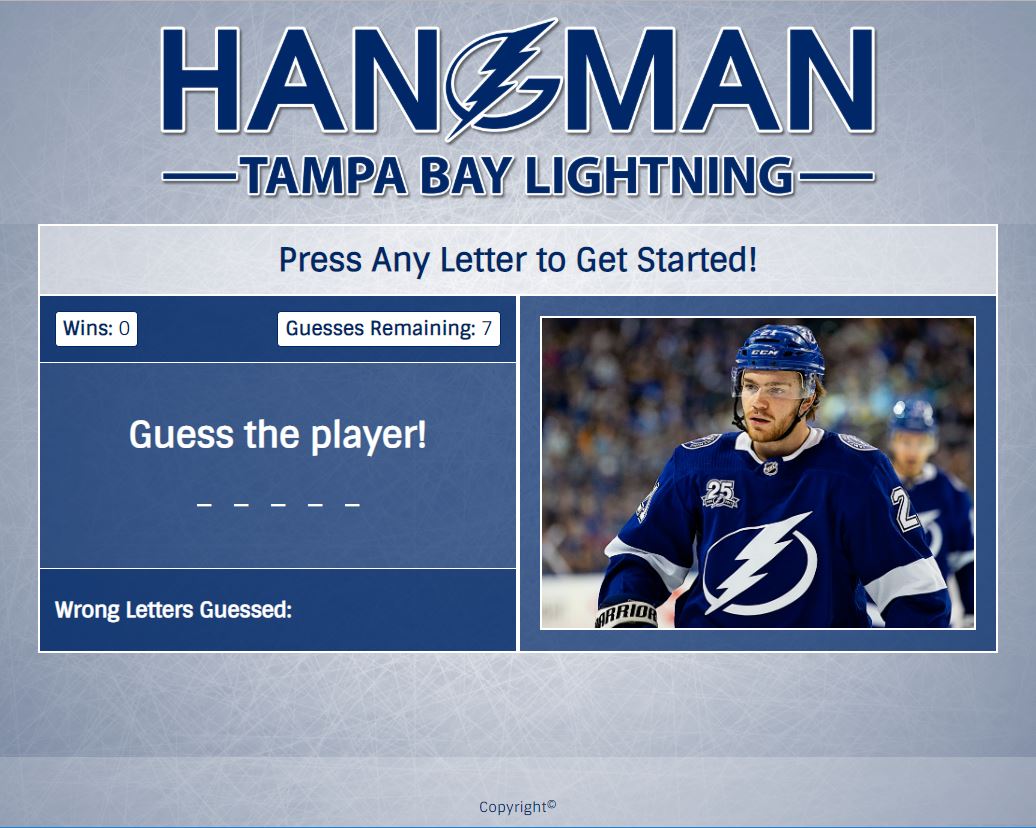 HANGMAN
TAMPA BAY LIGHTNING
Press Any Letter to Get Started!
Wins: 0
Guesses Remaining: 7
Guess the player!
_ _ _ _ _
Wrong Letters Guessed:
21
CCM
25
2
WARRIOR
Copyright©